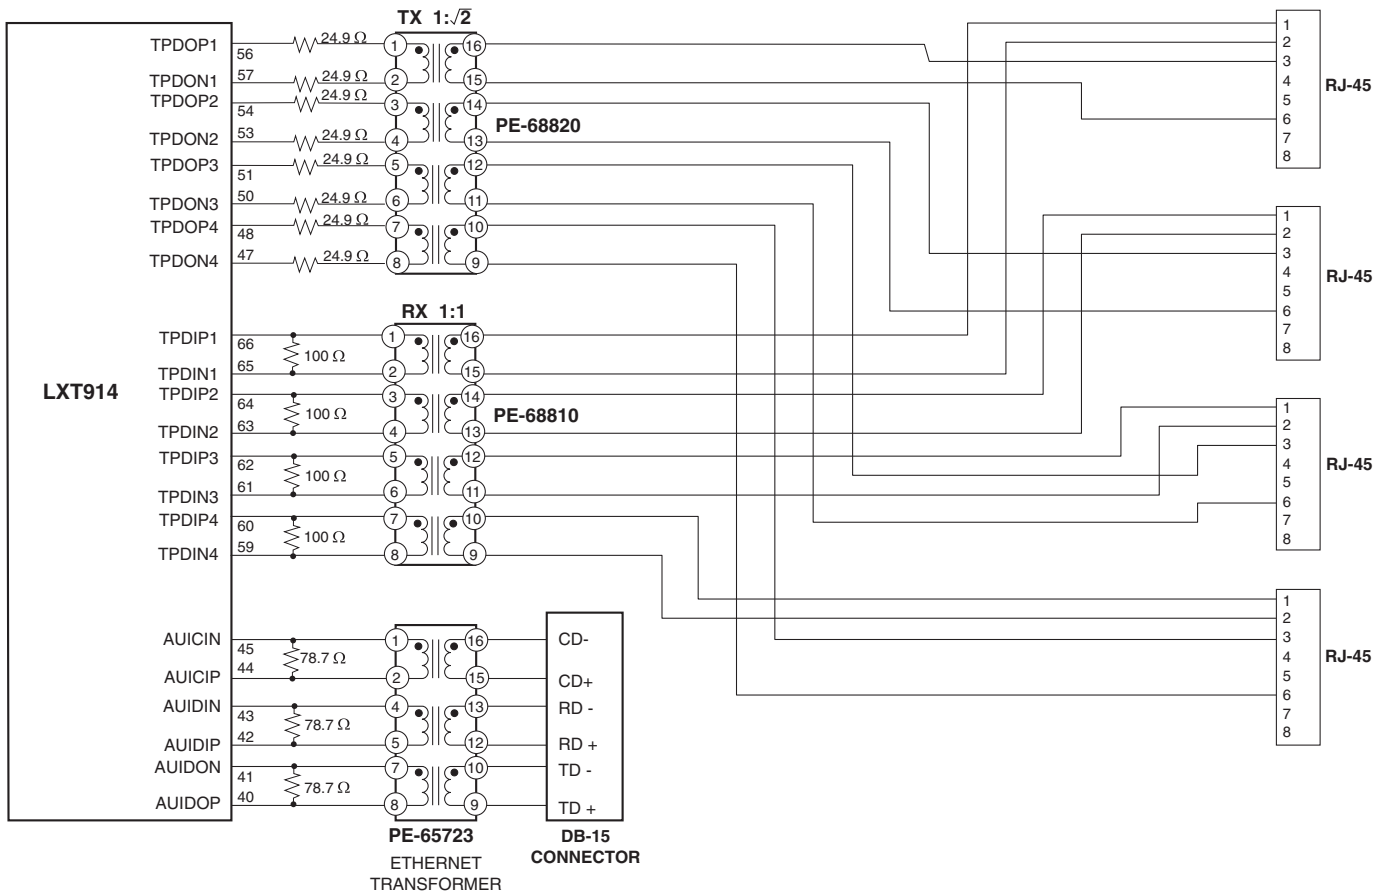 TX 1:√2
TPDOP1 56 24.9 Ω 1 16
TPDON1 57 24.9 Ω 2 15
TPDOP2 54 24.9 Ω 3 14
PE-68820
TPDON2 53 24.9 Ω 4 13
TPDOP3 51 24.9 Ω 5 12
TPDON3 50 24.9 Ω 6 11
TPDOP4 48 24.9 Ω 7 10
TPDON4 47 24.9 Ω 8 9
RX 1:1
TPDIP1 66 1 16
100 Ω
TPDIN1 65 2 15
TPDIP2 64 3 14
100 Ω
PE-68810
TPDIN2 63 4 13
TPDIP3 62 5 12
100 Ω
TPDIN3 61 6 11
TPDIP4 60 7 10
100 Ω
TPDIN4 59 8 9
LXT914
AUICIN 45 1 16 CD-
78.7 Ω
AUICIP 44 2 15 CD+
AUIDIN 43 4 13 RD -
78.7 Ω
AUIDIP 42 5 12 RD +
AUIDON 41 7 10 TD -
78.7 Ω
AUIDOP 40 8 9 TD +
PE-65723
ETHERNET
TRANSFORMER
DB-15
CONNECTOR
1
2
3
4
5
6
7
8
RJ-45
1
2
3
4
5
6
7
8
RJ-45
1
2
3
4
5
6
7
8
RJ-45
1
2
3
4
5
6
7
8
RJ-45